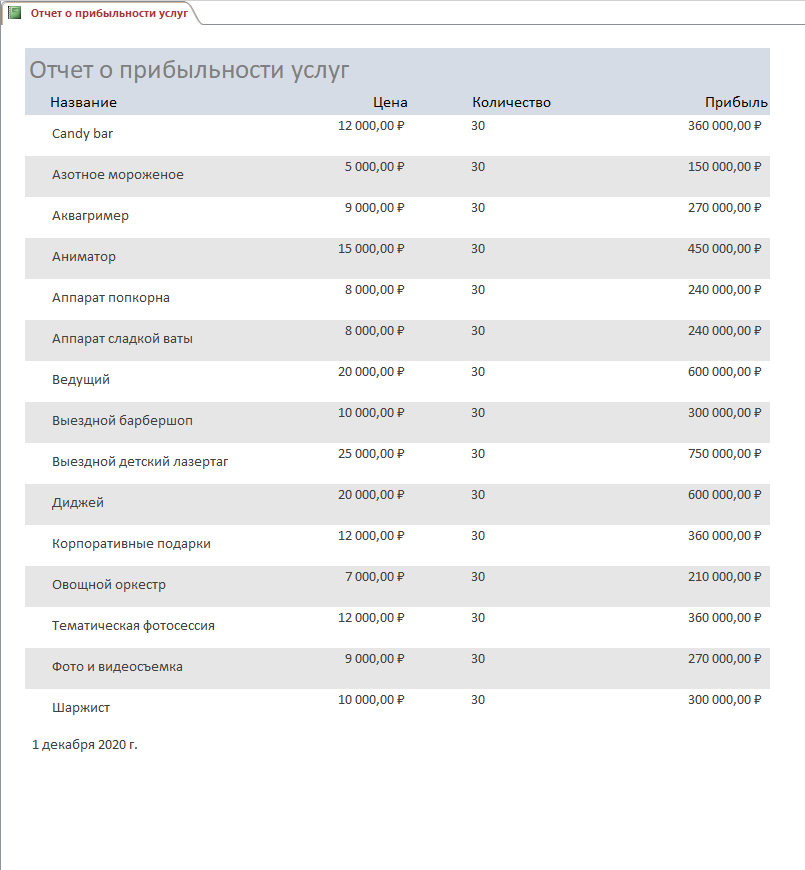 Отчет о прибыльности услуг
Отчет о прибыльности услуг
Название Цена Количество Прибыль
Candy bar 12 000,00 ₽ 30 360 000,00 ₽
Азотное мороженое 5 000,00 ₽ 30 150 000,00 ₽
Аквагример 9 000,00 ₽ 30 270 000,00 ₽
Аниматор 15 000,00 ₽ 30 450 000,00 ₽
Аппарат попкорна 8 000,00 ₽ 30 240 000,00 ₽
Аппарат сладкой ваты 8 000,00 ₽ 30 240 000,00 ₽
Ведущий 20 000,00 ₽ 30 600 000,00 ₽
Выездной барбершоп 10 000,00 ₽ 30 300 000,00 ₽
Выездной детский лазертаг 25 000,00 ₽ 30 750 000,00 ₽
Диджей 20 000,00 ₽ 30 600 000,00 ₽
Корпоративные подарки 12 000,00 ₽ 30 360 000,00 ₽
Овощной оркестр 7 000,00 ₽ 30 210 000,00 ₽
Тематическая фотосессия 12 000,00 ₽ 30 360 000,00 ₽
Фото и видеосъемка 9 000,00 ₽ 30 270 000,00 ₽
Шаржист 10 000,00 ₽ 30 300 000,00 ₽
1 декабря 2020 г.